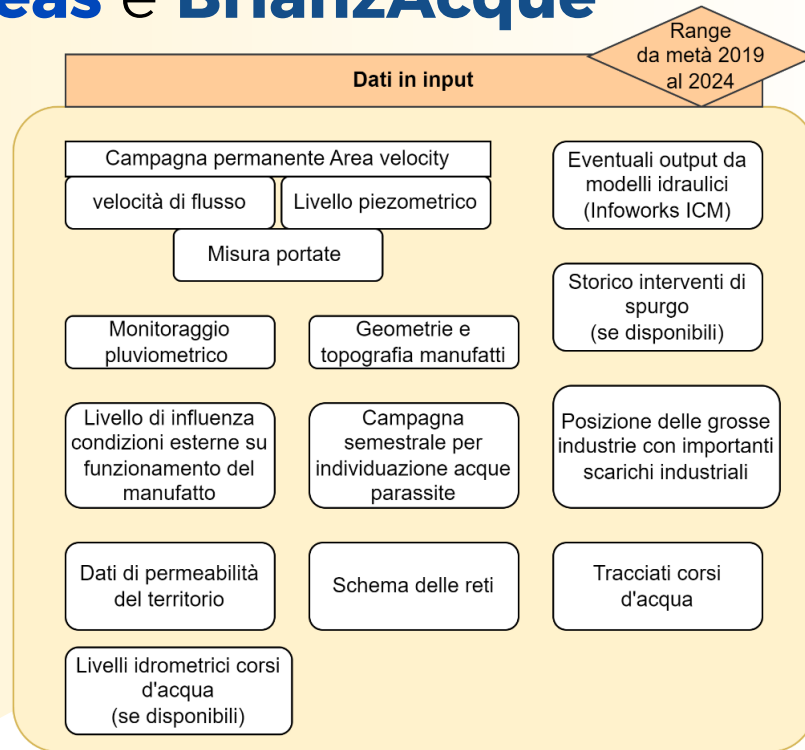 eas e BrianzAcque
Range
da metà 2019
al 2024
Dati in input
Campagna permanente Area velocity
velocità di flusso
Livello piezometrico
Misura portate
Eventuali output da
modelli idraulici
(Infoworks ICM)
Storico interventi di
spurgo
(se disponibili)
Monitoraggio
pluviometrico
Geometrie e
topografia manufatti
Livello di influenza
condizioni esterne su
funzionamento del
manufatto
Campagna
semestrale per
individuazione acque
parassite
Posizione delle grosse
industrie con importanti
scarichi industriali
Dati di permeabilità
del territorio
Schema delle reti
Tracciati corsi
d'acqua
Livelli idrometrici corsi
d'acqua
(se disponibili)